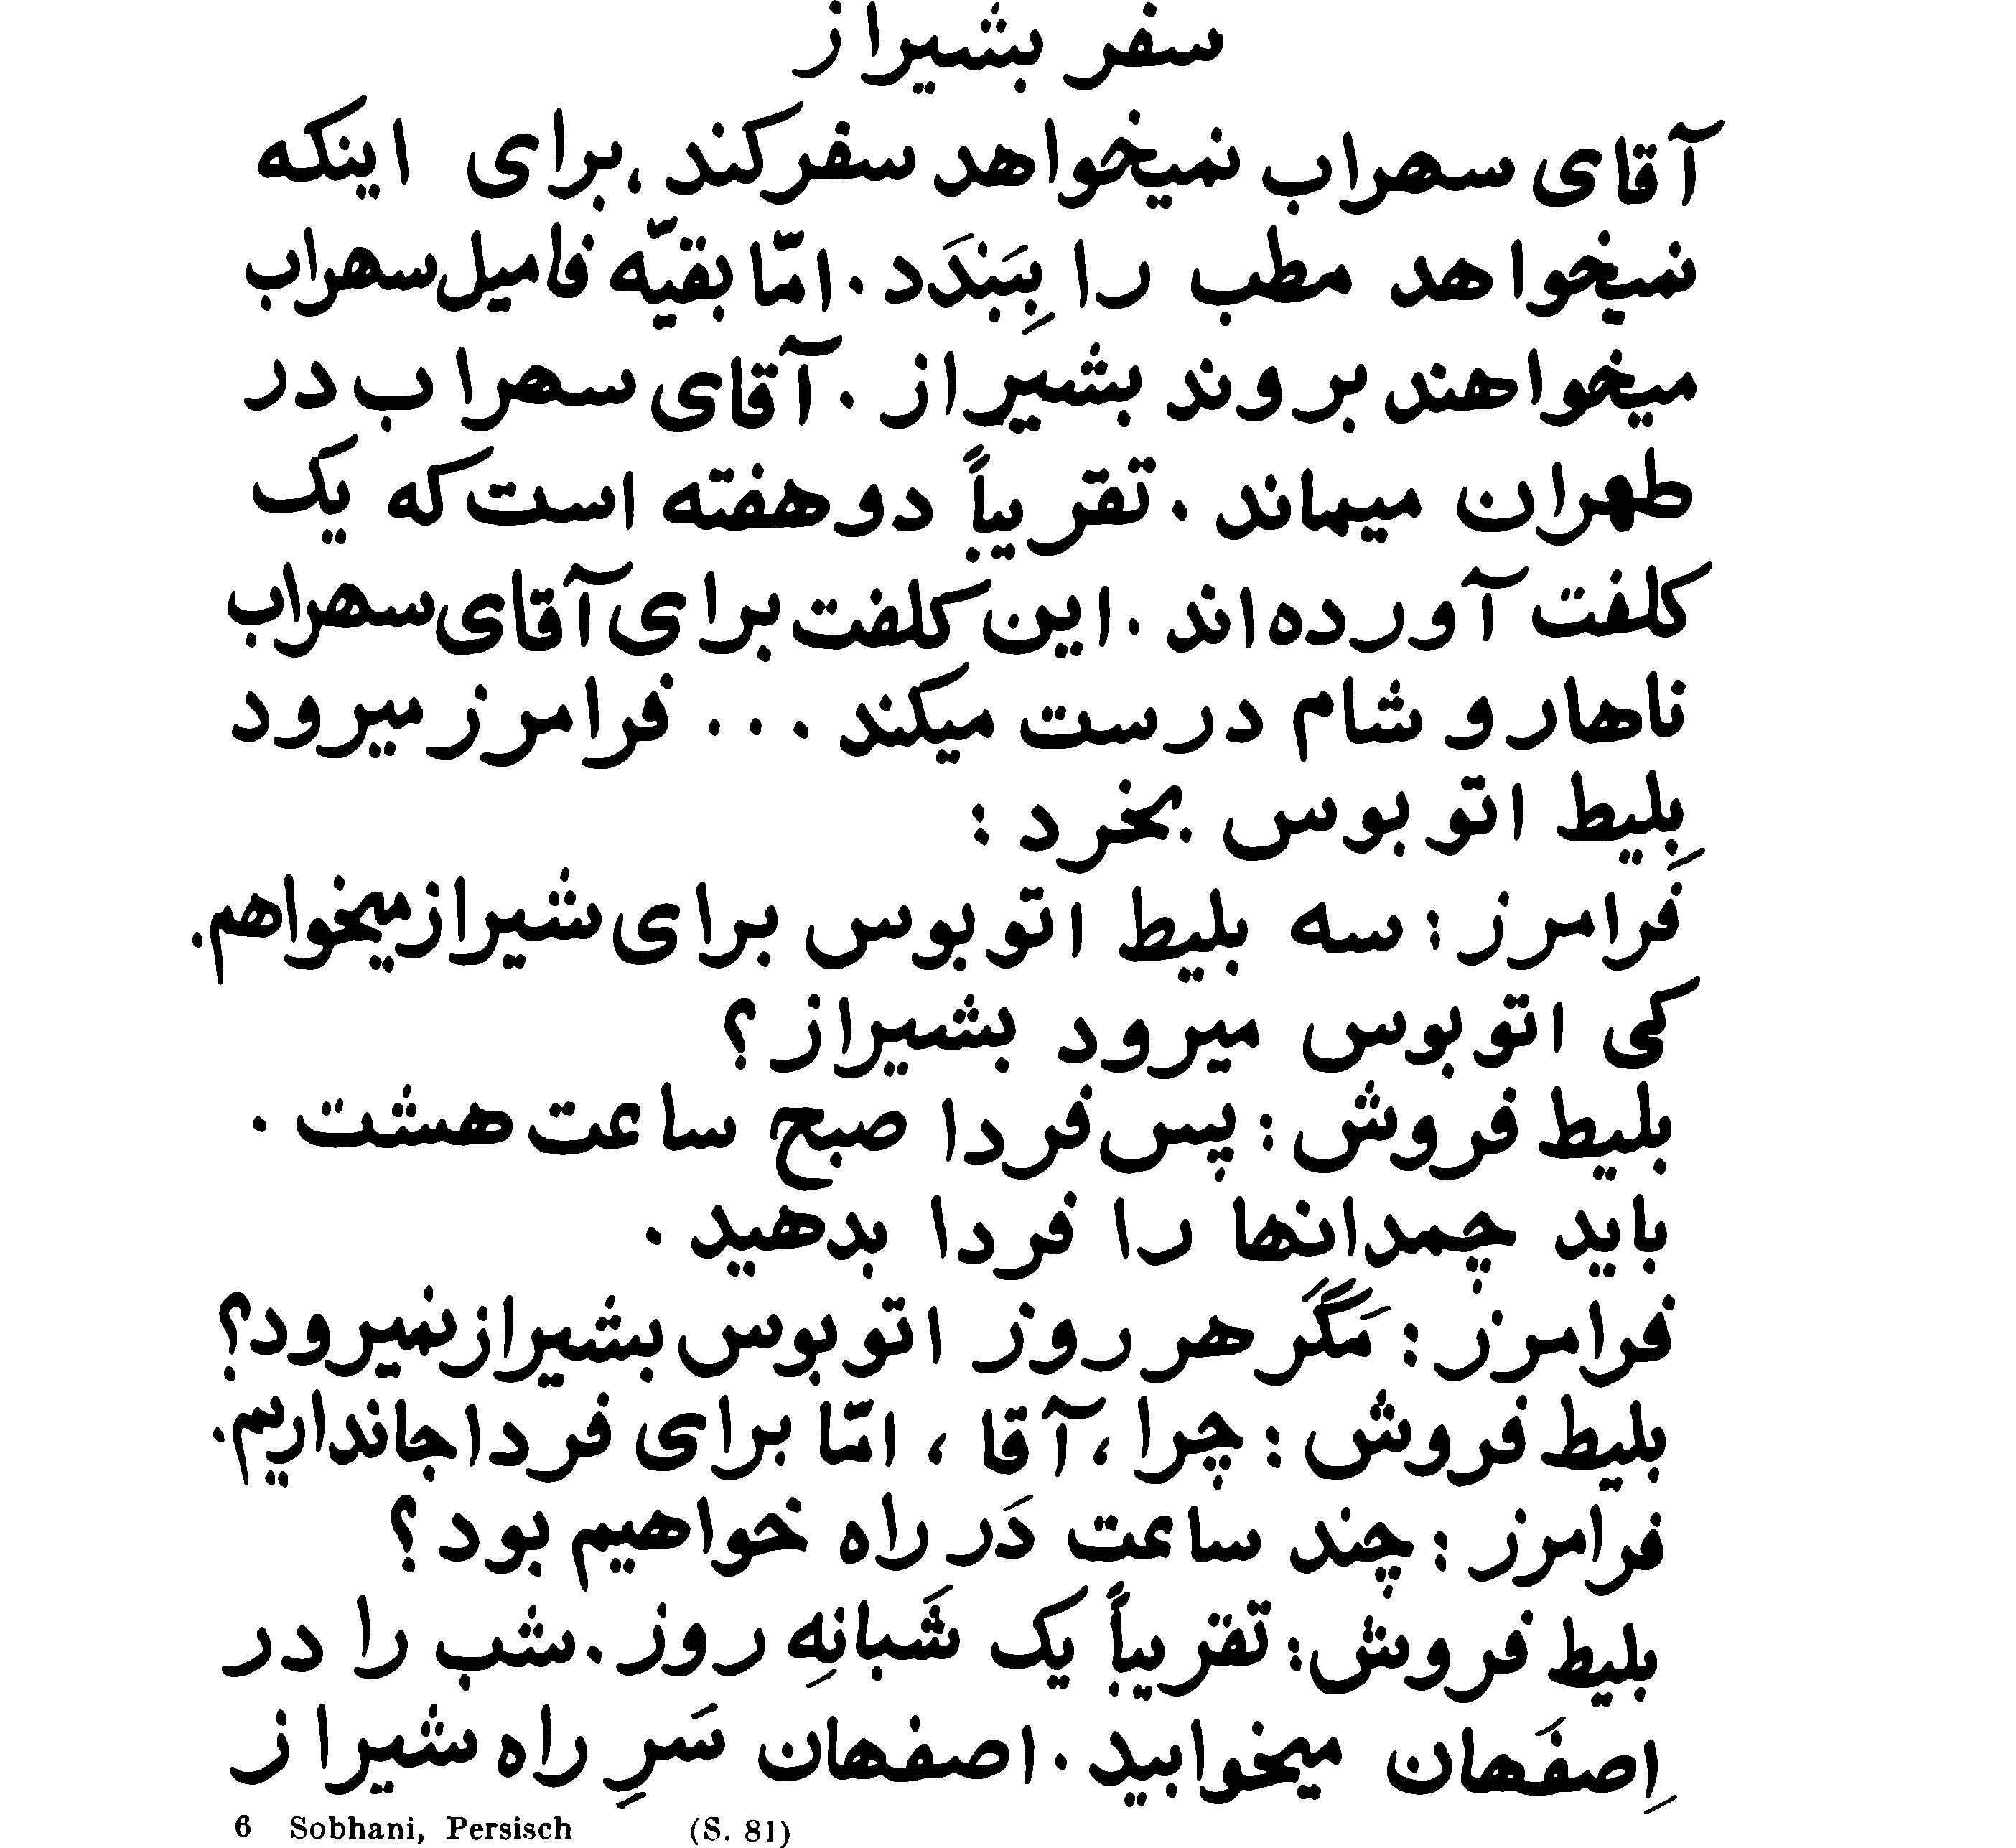 سفر بشیراز
آقای سهراب نمیخواهد سفر کند، برای اینکه
نمیخواهد مطب را بِبَندَد. امّا بقیّه فامیل سهراب
میخواهند بروند بشیراز. آقای سهراب در
طهران میماند. تقریباً دو هفته است که یک
کلفت آورده‌اند. این کلفت برای آقای سهراب
ناهار و شام درست میکند ... فرامرز میرود
بِلیط اتوبوس بخرد:
فرامرز: سه بلیط اتوبوس برای شیراز میخواهم.
کی اتوبوس میرود بشیراز؟
بلیط فروش: پس فردا صبح ساعت هشت.
باید چمدانها را فردا بدهید.
فرامرز: مَگَر هر روز اتوبوس بشیراز نمیرود؟
بلیط فروش: چرا، آقا، امّا برای فردا جا نداریم.
فرامرز: چند ساعت دَر راه خواهیم بود؟
بلیط فروش: تقریباً یک شَبانِه روز. شب را در
اِصفَهان میخوابید. اصفهان سَرِ راه شیراز
6 Sobhani, Persisch (S. 81)